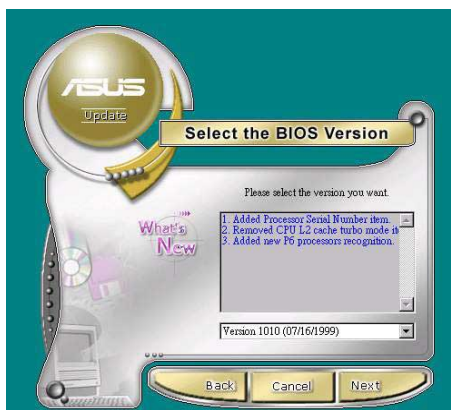 ASUS
Update
Select the BIOS Version
Please select the version you want.
What's
New
1. Added Processor Serial Number item.
2. Removed CPU L2 cache turbo mode it
3. Added new P6 processors recognition.
Version 1010 (07/16/1999)
Back
Cancel
Next